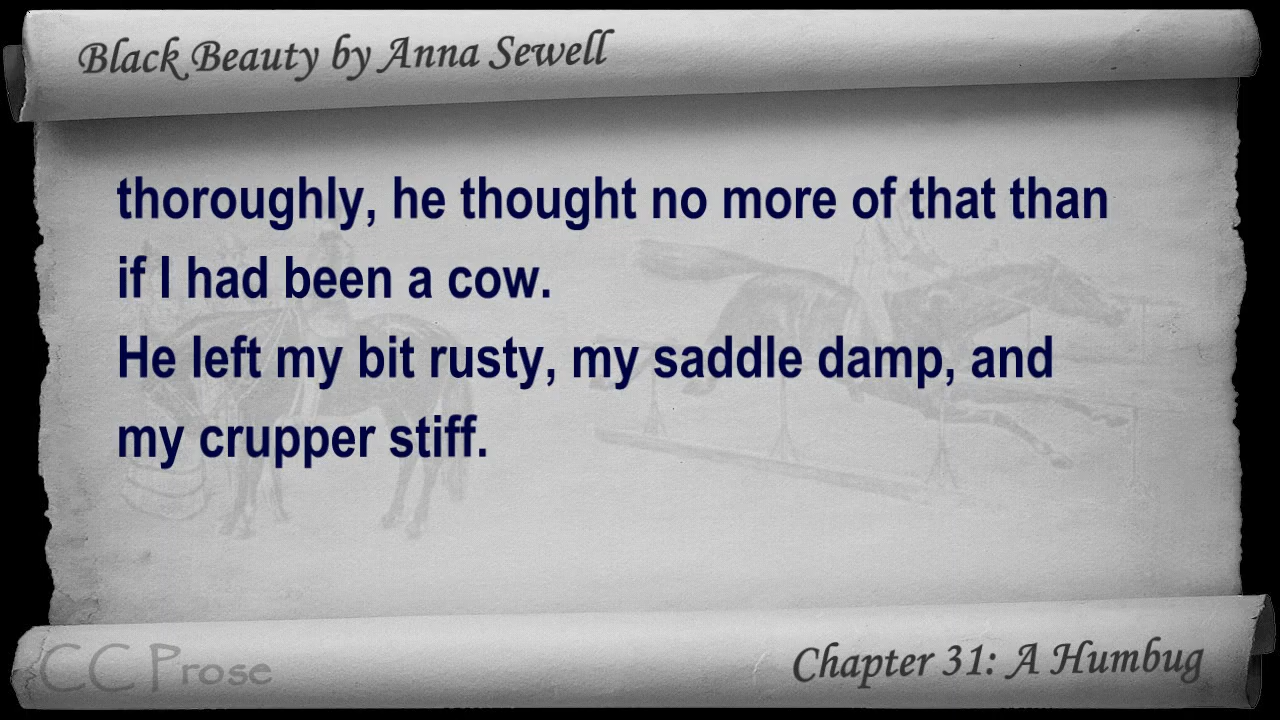 Black Beauty by Anna Sewell
thoroughly, he thought no more of that than
if I had been a cow.
He left my bit rusty, my saddle damp, and
my crupper stiff.
CC Prose
Chapter 31: A Humbug